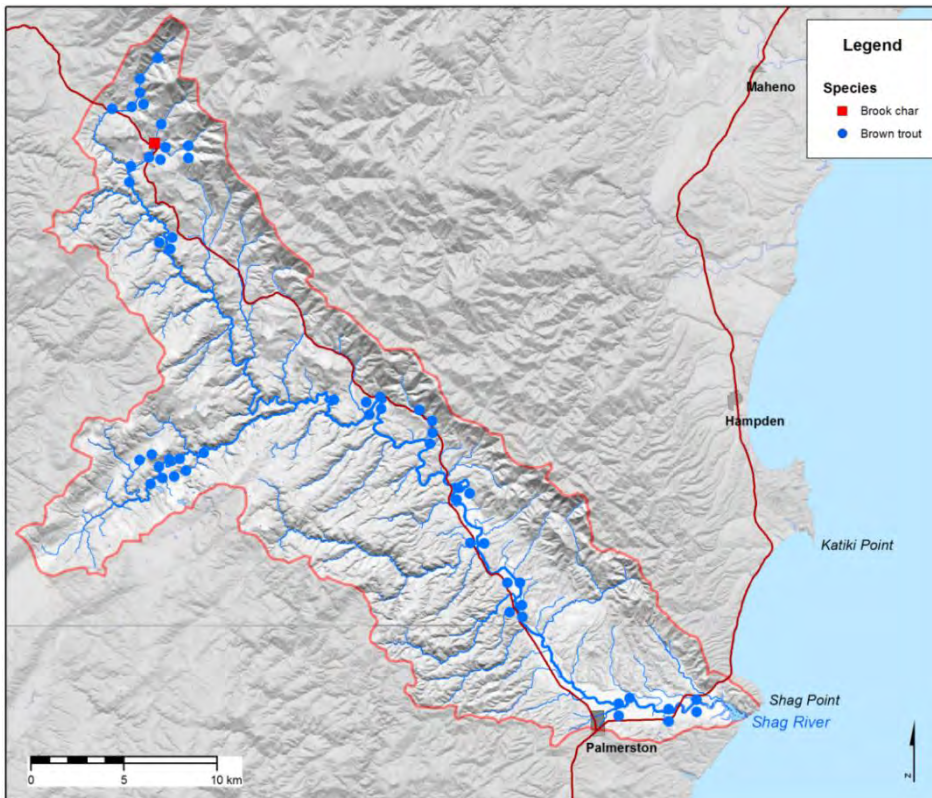 Legend
Species
Brook char
Brown trout
Maheno
Hampden
Katiki Point
Shag Point
Shag River
Palmerston
0 5 10 km
N